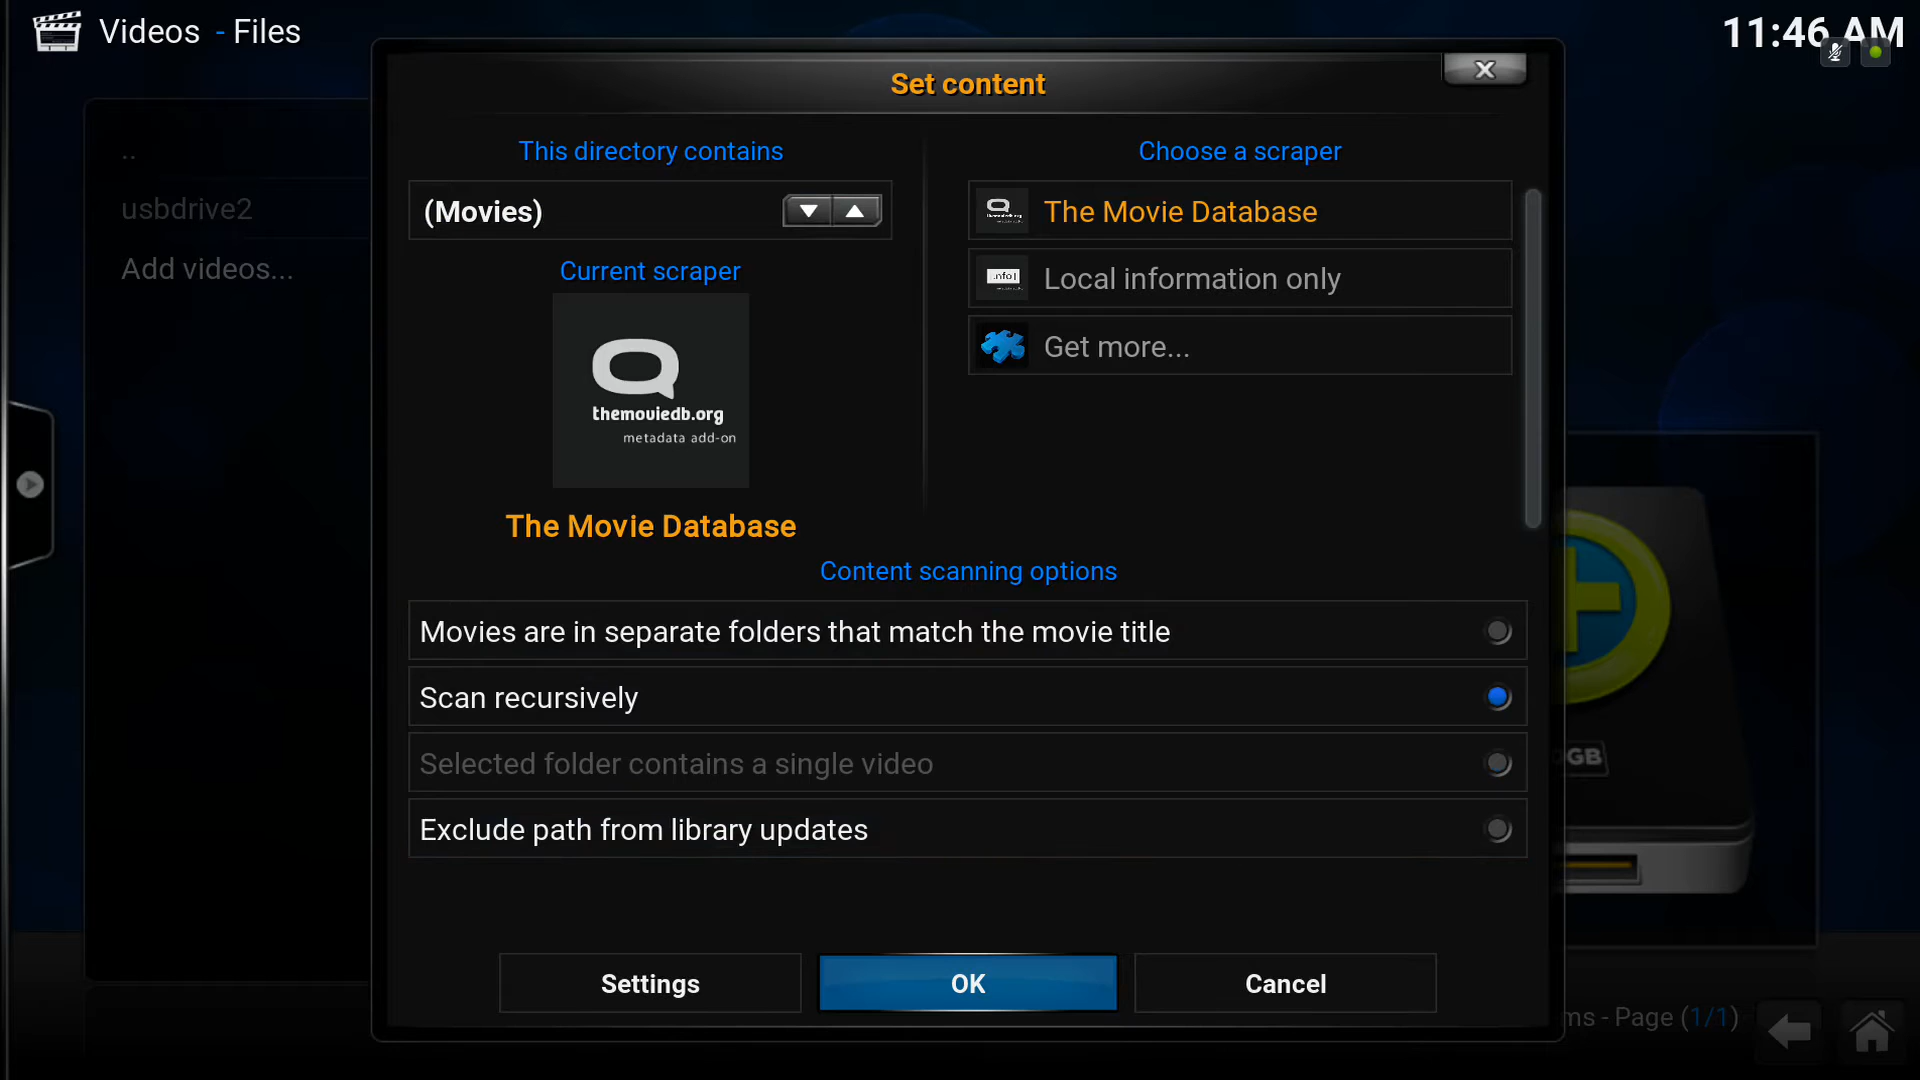 Videos - Files
11:46 AM
Set content
This directory contains
Choose a scraper
..
usbdrive2
Add videos...
(Movies)
The Movie Database
Local information only
Get more...
Current scraper
themoviedb.org
metadata add-on
The Movie Database
Content scanning options
Movies are in separate folders that match the movie title
Scan recursively
Selected folder contains a single video
Exclude path from library updates
GB
Settings
OK
Cancel
ms - Page (1/1)